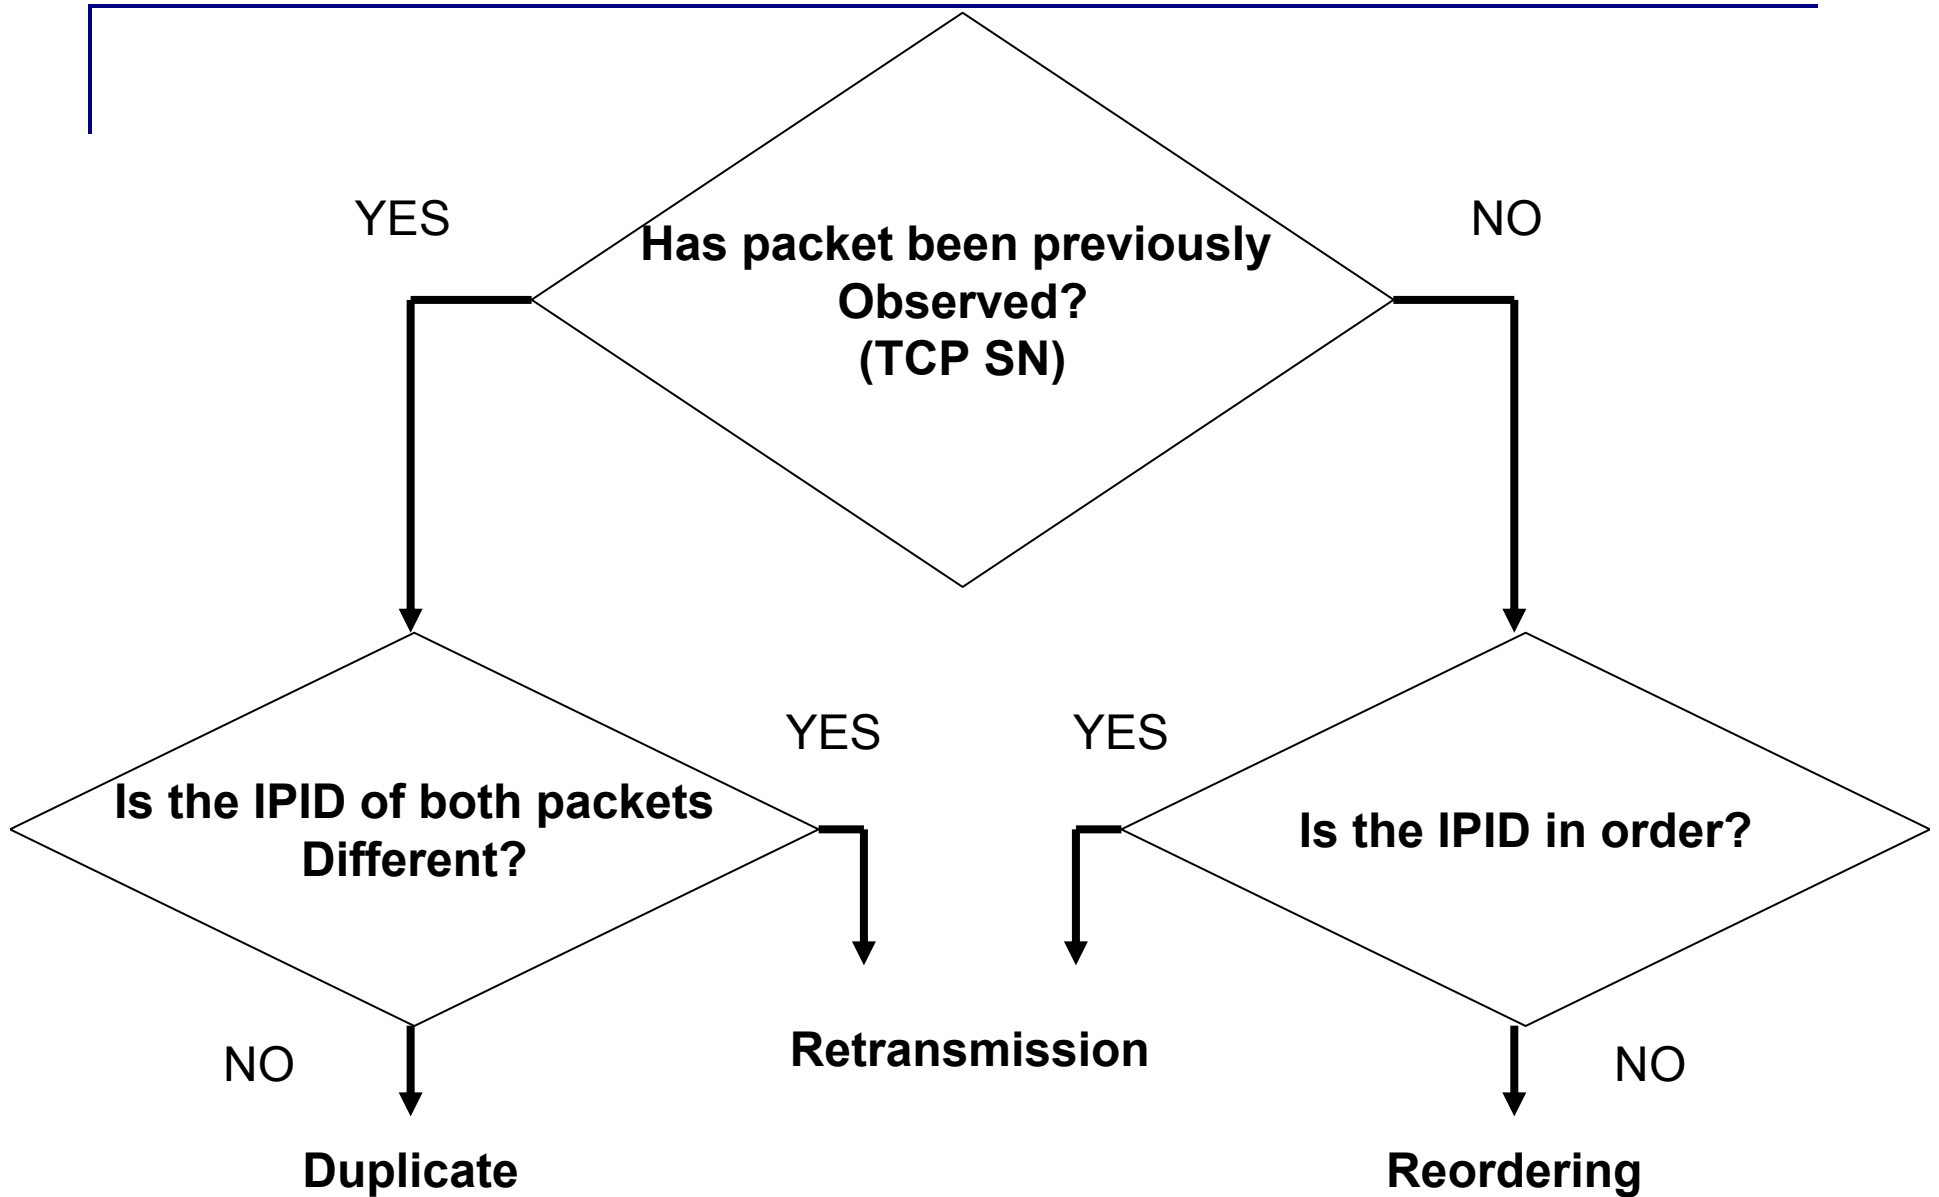 YES
NO
Has packet been previously
Observed?
(TCP SN)
YES
YES
Is the IPID of both packets
Different?
Is the IPID in order?
Retransmission
NO
NO
Duplicate
Reordering